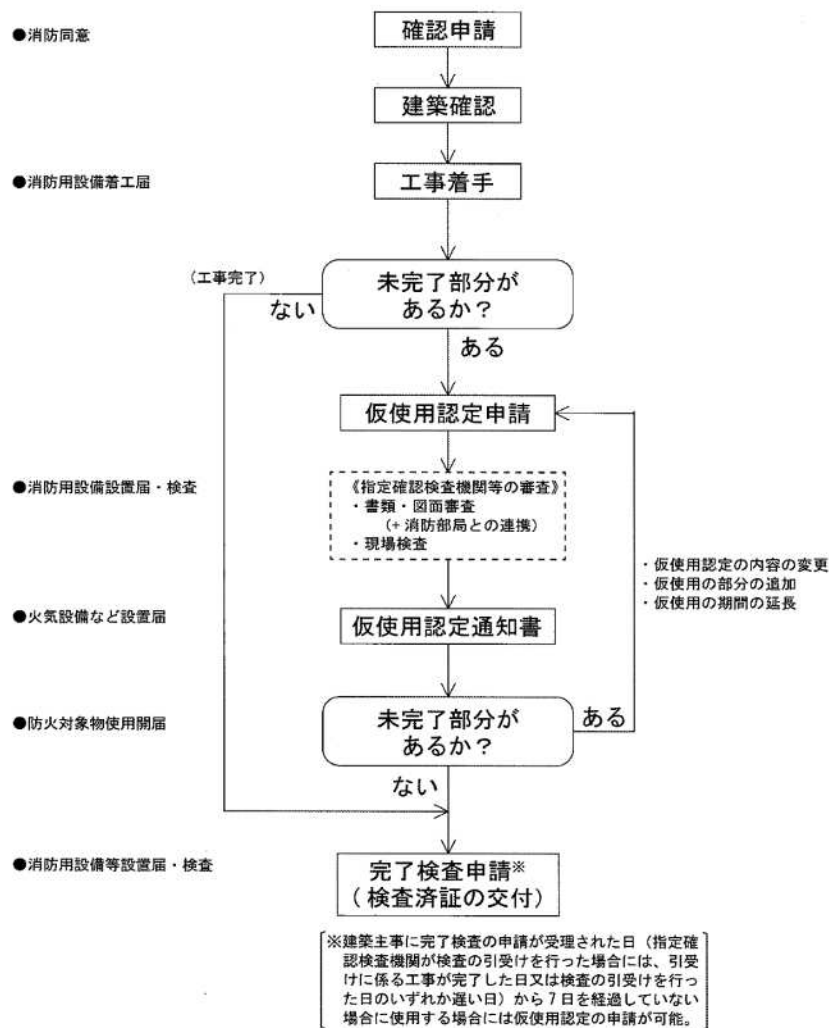 ●消防同意
確認申請
建築確認
●消防用設備着工届
工事着手
（工事完了）
未完了部分が
あるか？
ない
ある
仮使用認定申請
●消防用設備設置届・検査
《指定確認検査機関等の審査》
・書類・図面審査
（+ 消防部局との連携）
・現場検査
・仮使用認定の内容の変更
・仮使用の部分の追加
・仮使用の期間の延長
●火気設備など設置届
仮使用認定通知書
●防火対象物使用開届
未完了部分が
あるか？
ある
ない
●消防用設備等設置届・検査
完了検査申請※
（検査済証の交付）
※建築主事に完了検査の申請が受理された日（指定確
認検査機関が検査の引受けを行った場合には、引受
けに係る工事が完了した日又は検査の引受けを行っ
た日のいずれか遅い日）から７日を経過していない
場合に使用する場合には仮使用認定の申請が可能。